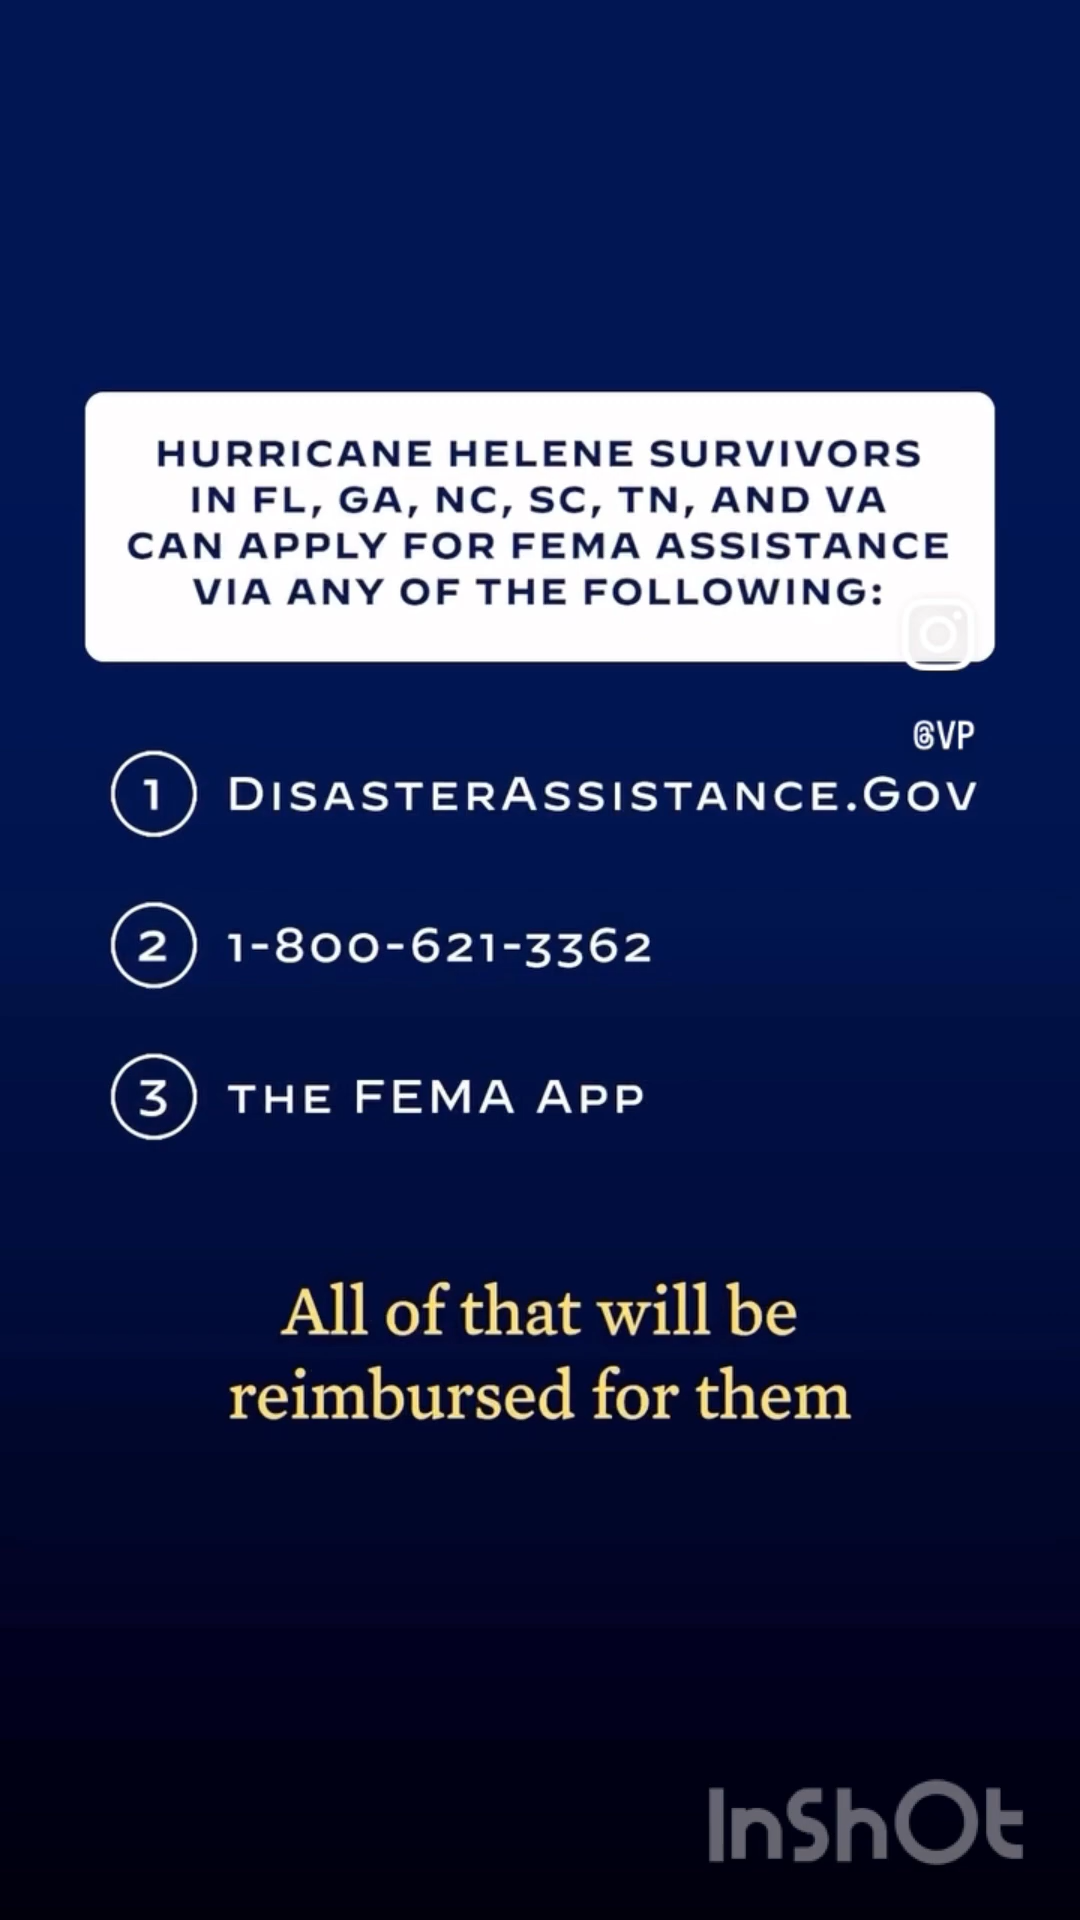 HURRICANE HELENE SURVIVORS
IN FL, GA, NC, SC, TN, AND VA
CAN APPLY FOR FEMA ASSISTANCE
VIA ANY OF THE FOLLOWING:
@VP
1 DISASTERASSISTANCE.GOV
2 1-800-621-3362
3 THE FEMA APP
All of that will be
reimbursed for them
InShOt